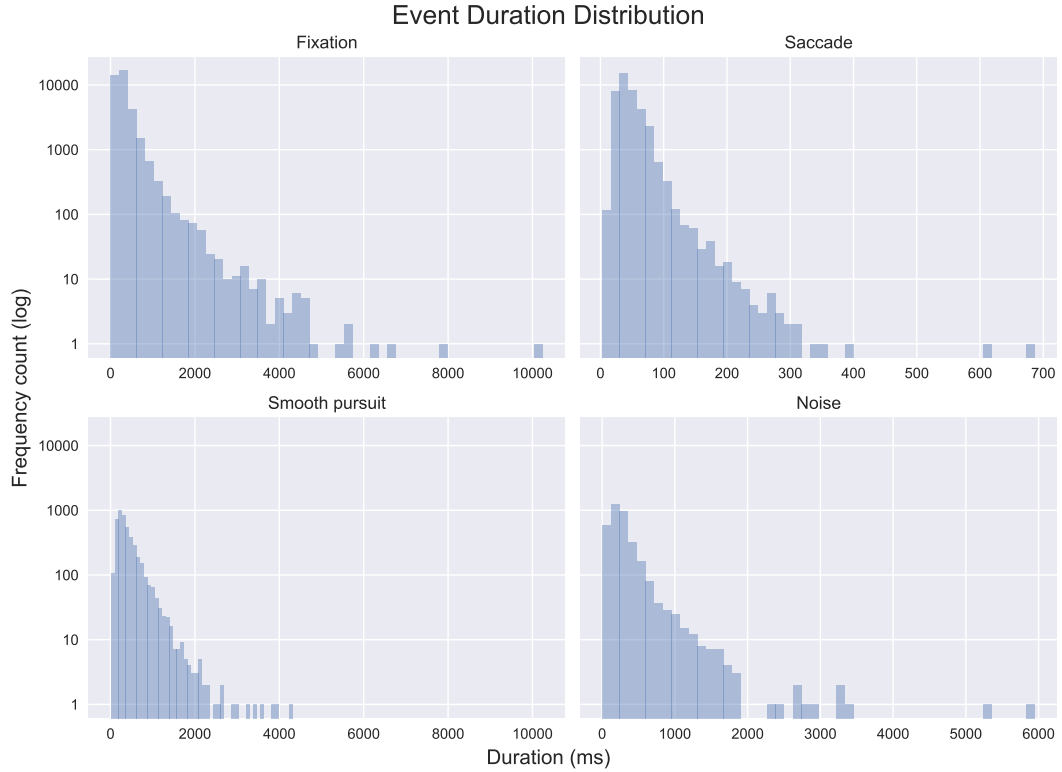 Event Duration Distribution
Fixation
Saccade
10000
1000
100
10
1
0 2000 4000 6000 8000 10000
0 100 200 300 400 500 600 700
Smooth pursuit
Noise
10000
1000
100
10
1
0 2000 4000 6000 8000 10000
0 1000 2000 3000 4000 5000 6000
Frequency count (log)
Duration (ms)